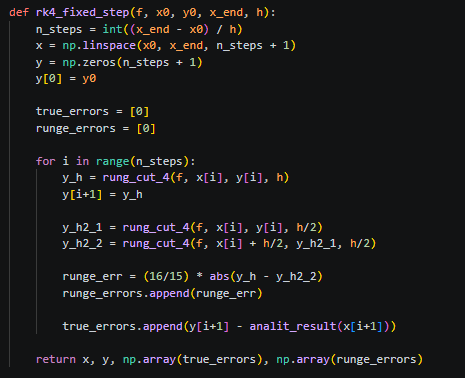 def rk4_fixed_step(f, x0, y0, x_end, h):
    n_steps = int((x_end - x0) / h)
    x = np.linspace(x0, x_end, n_steps + 1)
    y = np.zeros(n_steps + 1)
    y[0] = y0
    true_errors = [0]
    runge_errors = [0]
    for i in range(n_steps):
        y_h = rung_cut_4(f, x[i], y[i], h)
        y[i+1] = y_h
        y_h2_1 = rung_cut_4(f, x[i], y[i], h/2)
        y_h2_2 = rung_cut_4(f, x[i] + h/2, y_h2_1, h/2)
        runge_err = (16/15) * abs(y_h - y_h2_2)
        runge_errors.append(runge_err)
        true_errors.append(y[i+1] - analit_result(x[i+1]))
    return x, y, np.array(true_errors), np.array(runge_errors)